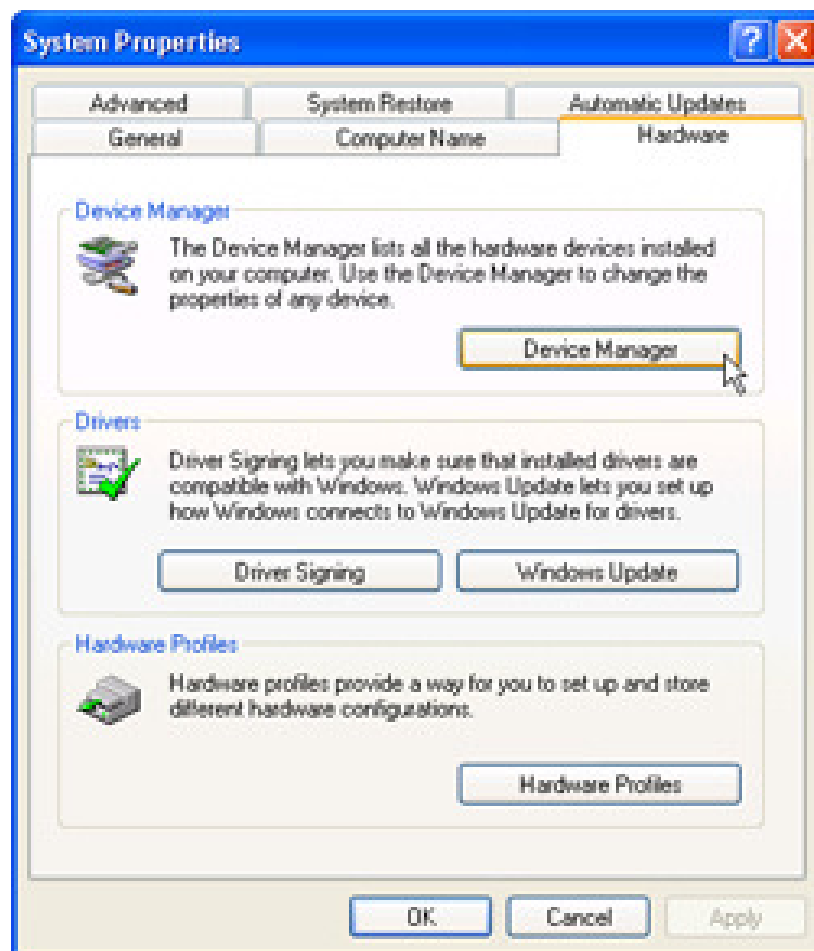 System Properties
Advanced System Restore Automatic Updates
General Computer Name Hardware
Device Manager
The Device Manager lists all the hardware devices installed
on your computer. Use the Device Manager to change the
properties of any device.
Device Manager
Drivers
Driver Signing lets you make sure that installed drivers are
compatible with Windows. Windows Update lets you set up
how Windows connects to Windows Update for drivers.
Driver Signing Windows Update
Hardware Profiles
Hardware profiles provide a way for you to set up and store
different hardware configurations.
Hardware Profiles
OK Cancel Apply